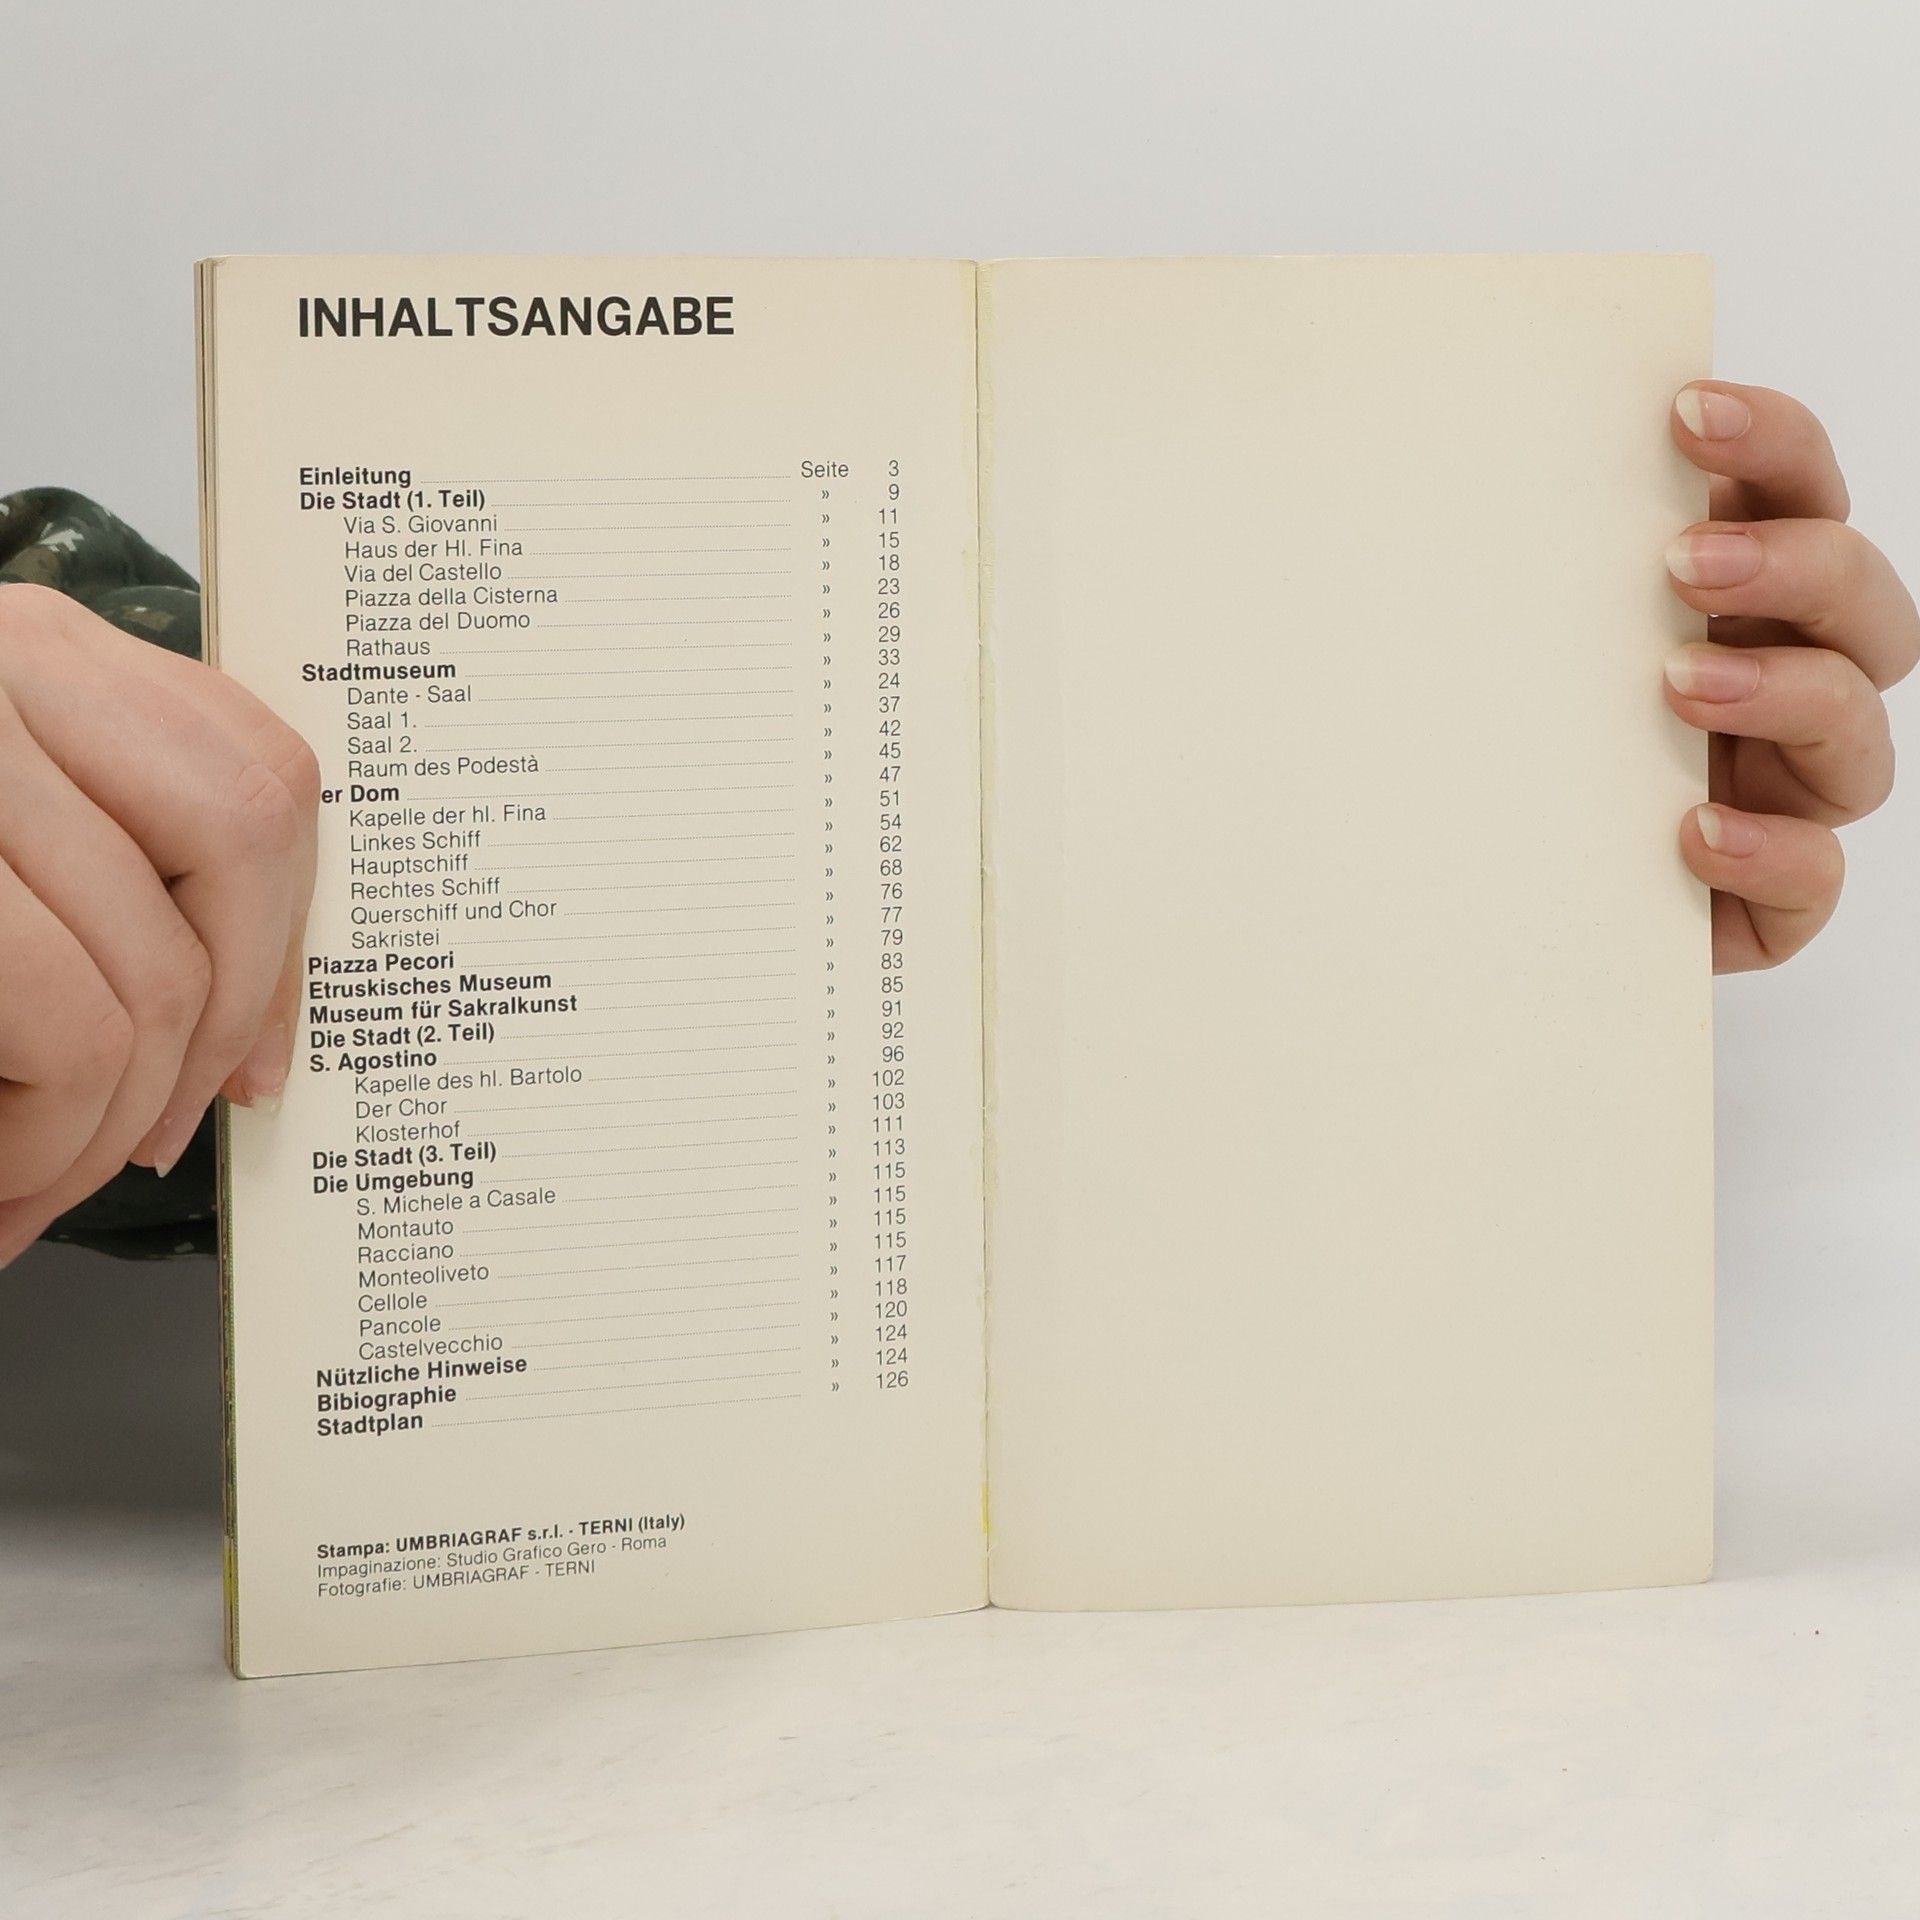 INHALTSANGABE
Einleitung Seite 3
Die Stadt (1. Teil) » 9
Via S. Giovanni » 11
Haus der Hl. Fina » 15
Via del Castello » 18
Piazza della Cisterna » 23
Piazza del Duomo » 26
Rathaus » 29
Stadtmuseum » 33
Dante - Saal » 24
Saal 1. » 37
Saal 2. » 42
Raum des Podestà » 45
er Dom » 47
Kapelle der hl. Fina » 51
Linkes Schiff » 54
Hauptschiff » 62
Rechtes Schiff » 68
Querschiff und Chor » 76
Sakristei » 77
Piazza Pecori » 79
Etruskisches Museum » 83
Museum für Sakralkunst » 85
Die Stadt (2. Teil) » 91
S. Agostino » 92
Kapelle des hl. Bartolo » 96
Der Chor » 102
Klosterhof » 103
Die Stadt (3. Teil) » 111
Die Umgebung » 113
S. Michele a Casale » 115
Montauto » 115
Racciano » 115
Monteoliveto » 115
Cellole » 117
Pancole » 118
Castelvecchio » 120
Nützliche Hinweise » 124
Bibiographie » 124
Stadtplan » 126
Stampa: UMBRIAGRAF s.r.l. - TERNI (Italy)
Impaginazione: Studio Grafico Gero - Roma
Fotografie: UMBRIAGRAF - TERNI